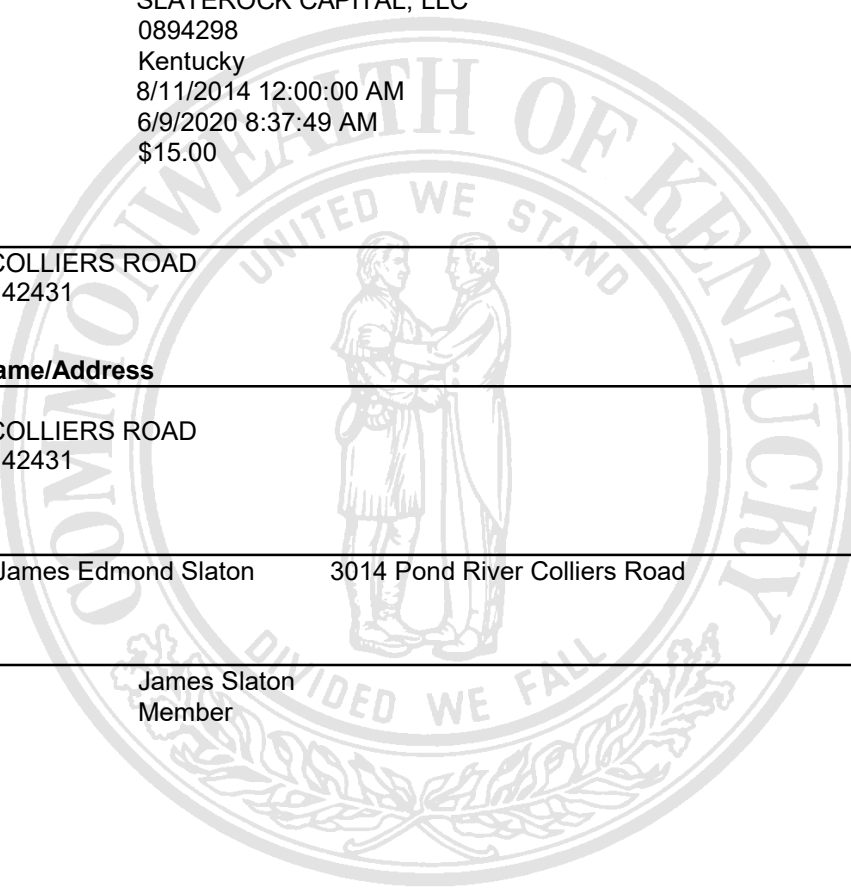 SLATEROCK CAPITAL, LLC
0894298
Kentucky
8/11/2014 12:00:00 AM
6/9/2020 8:37:49 AM
$15.00
COMMONWEALTH OF KENTUCKY
UNITED WE STAND
COLLIERS ROAD
42431
ame/Address
COLLIERS ROAD
42431
James Edmond Slaton 3014 Pond River Colliers Road
DIVIDED WE FALL
James Slaton
Member